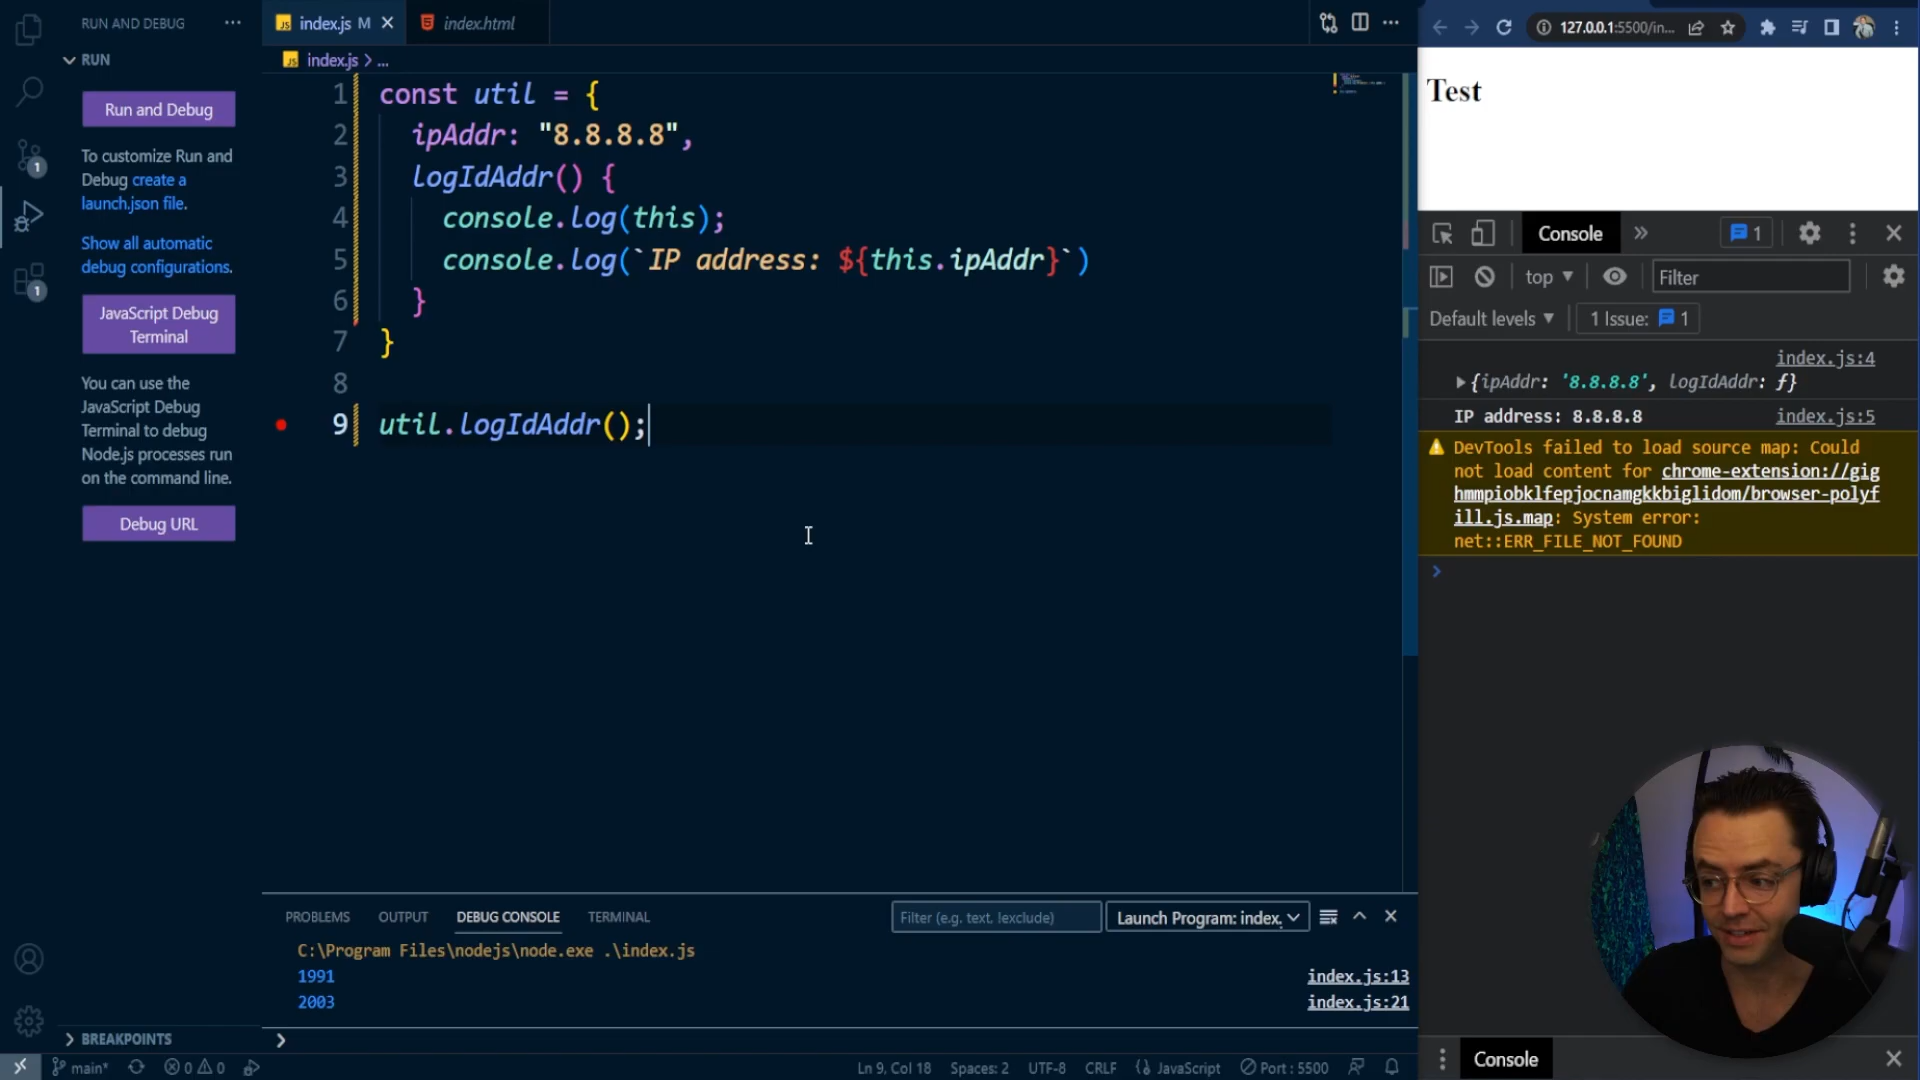 RUN AND DEBUG ...
RUN
Run and Debug
To customize Run and
Debug create a
launch.json file.
Show all automatic
debug configurations.
JavaScript Debug
Terminal
You can use the
JavaScript Debug
Terminal to debug
Node.js processes run
on the command line.
Debug URL
BREAKPOINTS
1
1
index.js M
index.html
index.js > ...
1 const util = {
2 ipAddr: "8.8.8.8",
3 logIdAddr() {
4 console.log(this);
5 console.log(`IP address: ${this.ipAddr}`)
6 }
7 }
8
9 util.logIdAddr();
PROBLEMS OUTPUT DEBUG CONSOLE TERMINAL
Filter (e.g. text, !exclude)
Launch Program: index.
C:\Program Files\nodejs\node.exe .\index.js
1991 index.js:13
2003 index.js:21
main* 0 0
Ln 9, Col 18 Spaces: 2 UTF-8 CRLF JavaScript Port : 5500
127.0.0.1:5500/in...
Test
Console 1
top Filter
Default levels 1 Issue: 1
index.js:4
{ipAddr: '8.8.8.8', logIdAddr: ƒ}
IP address: 8.8.8.8 index.js:5
DevTools failed to load source map: Could
not load content for chrome-extension://gig
hmmpiobklfepjocnamgkkbiglidom/browser-polyf
ill.js.map: System error:
net::ERR_FILE_NOT_FOUND
Console